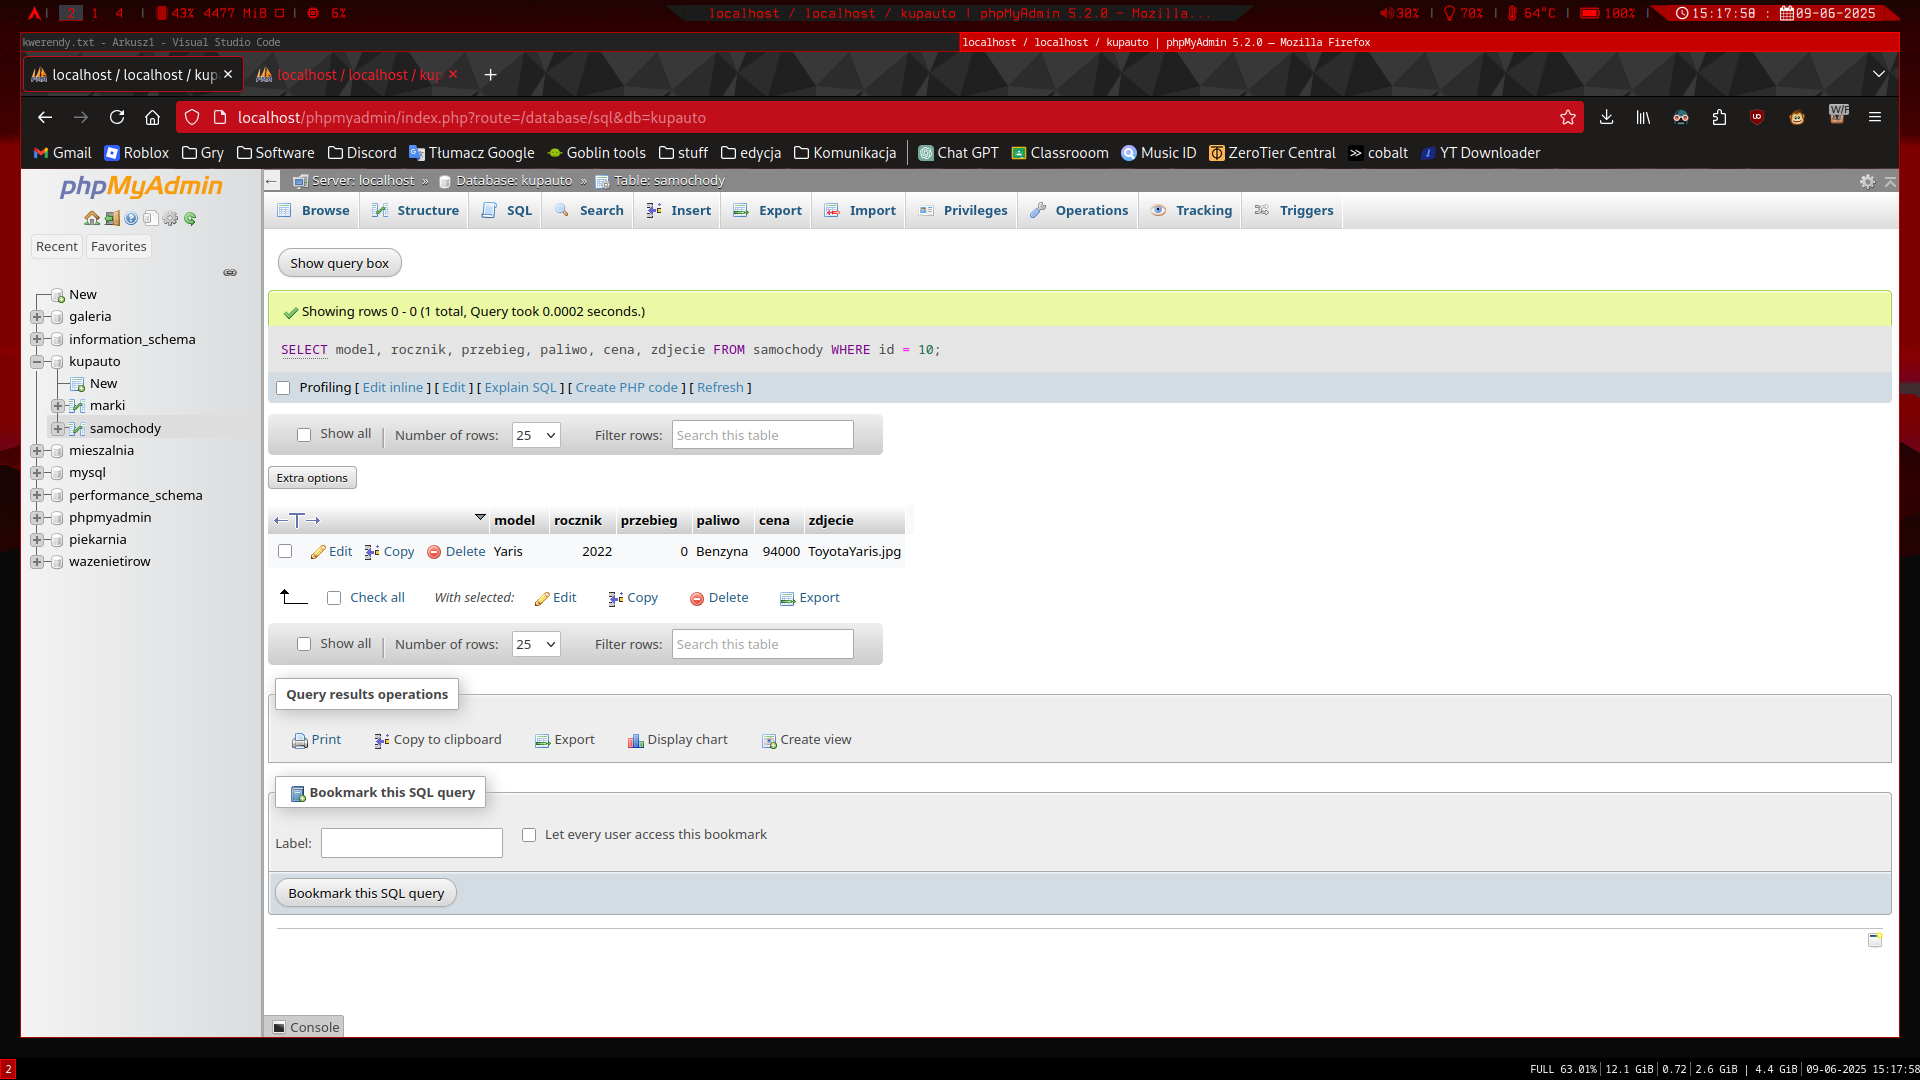 2 1 4 43% 4477 MiB 6%
localhost / localhost / kupauto | phpMyAdmin 5.2.0 - Mozilla...
30% | 70% | 64°C | 100% | 15:17:58 : 09-06-2025
kwerendy.txt - Arkusz1 - Visual Studio Code
localhost / localhost / kupauto | phpMyAdmin 5.2.0 — Mozilla Firefox
localhost / localhost / kup
localhost / localhost / kup
localhost/phpmyadmin/index.php?route=/database/sql&db=kupauto
W/F
Gmail Roblox Gry Software Discord Tłumacz Google Goblin tools stuff edycja Komunikacja Chat GPT Classrooom Music ID ZeroTier Central cobalt YT Downloader
phpMyAdmin
Recent Favorites
New
galeria
information_schema
kupauto
New
marki
samochody
mieszalnia
mysql
performance_schema
phpmyadmin
piekarnia
wazenietirow
Server: localhost » Database: kupauto » Table: samochody
Browse Structure SQL Search Insert Export Import Privileges Operations Tracking Triggers
Show query box
Showing rows 0 - 0 (1 total, Query took 0.0002 seconds.)
SELECT model, rocznik, przebieg, paliwo, cena, zdjecie FROM samochody WHERE id = 10;
Profiling [ Edit inline ] [ Edit ] [ Explain SQL ] [ Create PHP code ] [ Refresh ]
Show all Number of rows: 25 Filter rows: Search this table
Extra options
←T→ model rocznik przebieg paliwo cena zdjecie
Edit Copy Delete Yaris 2022 0 Benzyna 94000 ToyotaYaris.jpg
Check all With selected: Edit Copy Delete Export
Show all Number of rows: 25 Filter rows: Search this table
Query results operations
Print Copy to clipboard Export Display chart Create view
Bookmark this SQL query
Label: Let every user access this bookmark
Bookmark this SQL query
Console
2
FULL 63.01% | 12.1 GiB | 0.72 | 2.6 GiB | 4.4 GiB | 09-06-2025 15:17:58